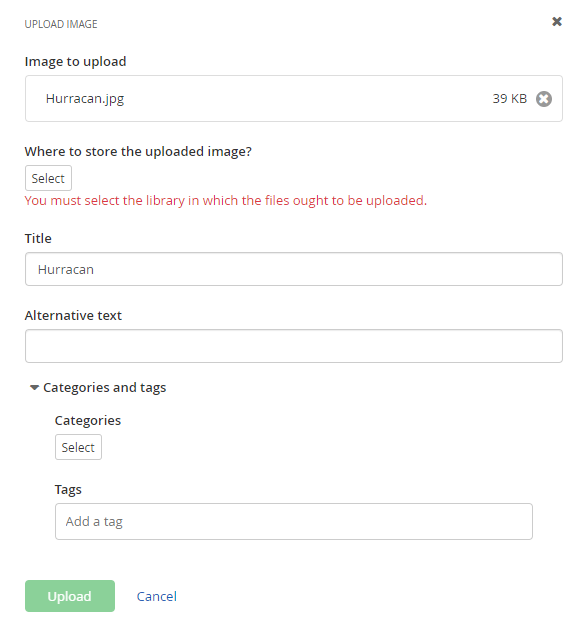 UPLOAD IMAGE
Image to upload
Hurracan.jpg 39 KB
Where to store the uploaded image?
Select
You must select the library in which the files ought to be uploaded.
Title
Hurracan
Alternative text
Categories and tags
Categories
Select
Tags
Add a tag
Upload Cancel